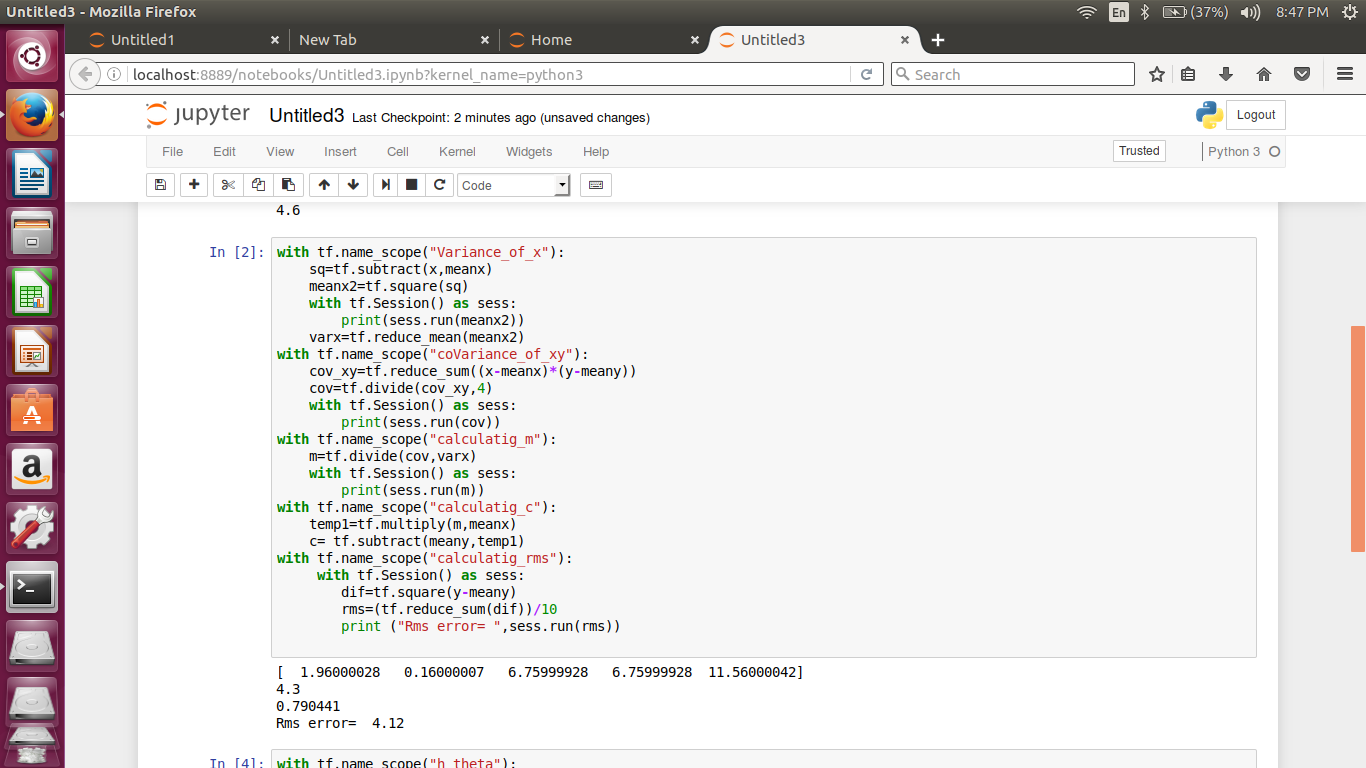 Untitled3 - Mozilla Firefox
En (37%) 8:47 PM
Untitled1 × New Tab × Home × Untitled3 ×
localhost:8889/notebooks/Untitled3.ipynb?kernel_name=python3 Search
jupyter Untitled3 Last Checkpoint: 2 minutes ago (unsaved changes) Logout
File Edit View Insert Cell Kernel Widgets Help Trusted Python 3
Code
4.6
In [2]: with tf.name_scope("Variance_of_x"):
    sq=tf.subtract(x,meanx)
    meanx2=tf.square(sq)
    with tf.Session() as sess:
        print(sess.run(meanx2))
    varx=tf.reduce_mean(meanx2)
with tf.name_scope("coVariance_of_xy"):
    cov_xy=tf.reduce_sum((x-meanx)*(y-meany))
    cov=tf.divide(cov_xy,4)
    with tf.Session() as sess:
        print(sess.run(cov))
with tf.name_scope("calculatig_m"):
    m=tf.divide(cov,varx)
    with tf.Session() as sess:
        print(sess.run(m))
with tf.name_scope("calculatig_c"):
    temp1=tf.multiply(m,meanx)
    c= tf.subtract(meany,temp1)
with tf.name_scope("calculatig_rms"):
     with tf.Session() as sess:
        dif=tf.square(y-meany)
        rms=(tf.reduce_sum(dif))/10
        print ("Rms error= ",sess.run(rms))
[  1.96000028   0.16000007   6.75999928   6.75999928  11.56000042]
4.3
0.790441
Rms error=  4.12
In [4]: with tf.name_scope("h_theta"):